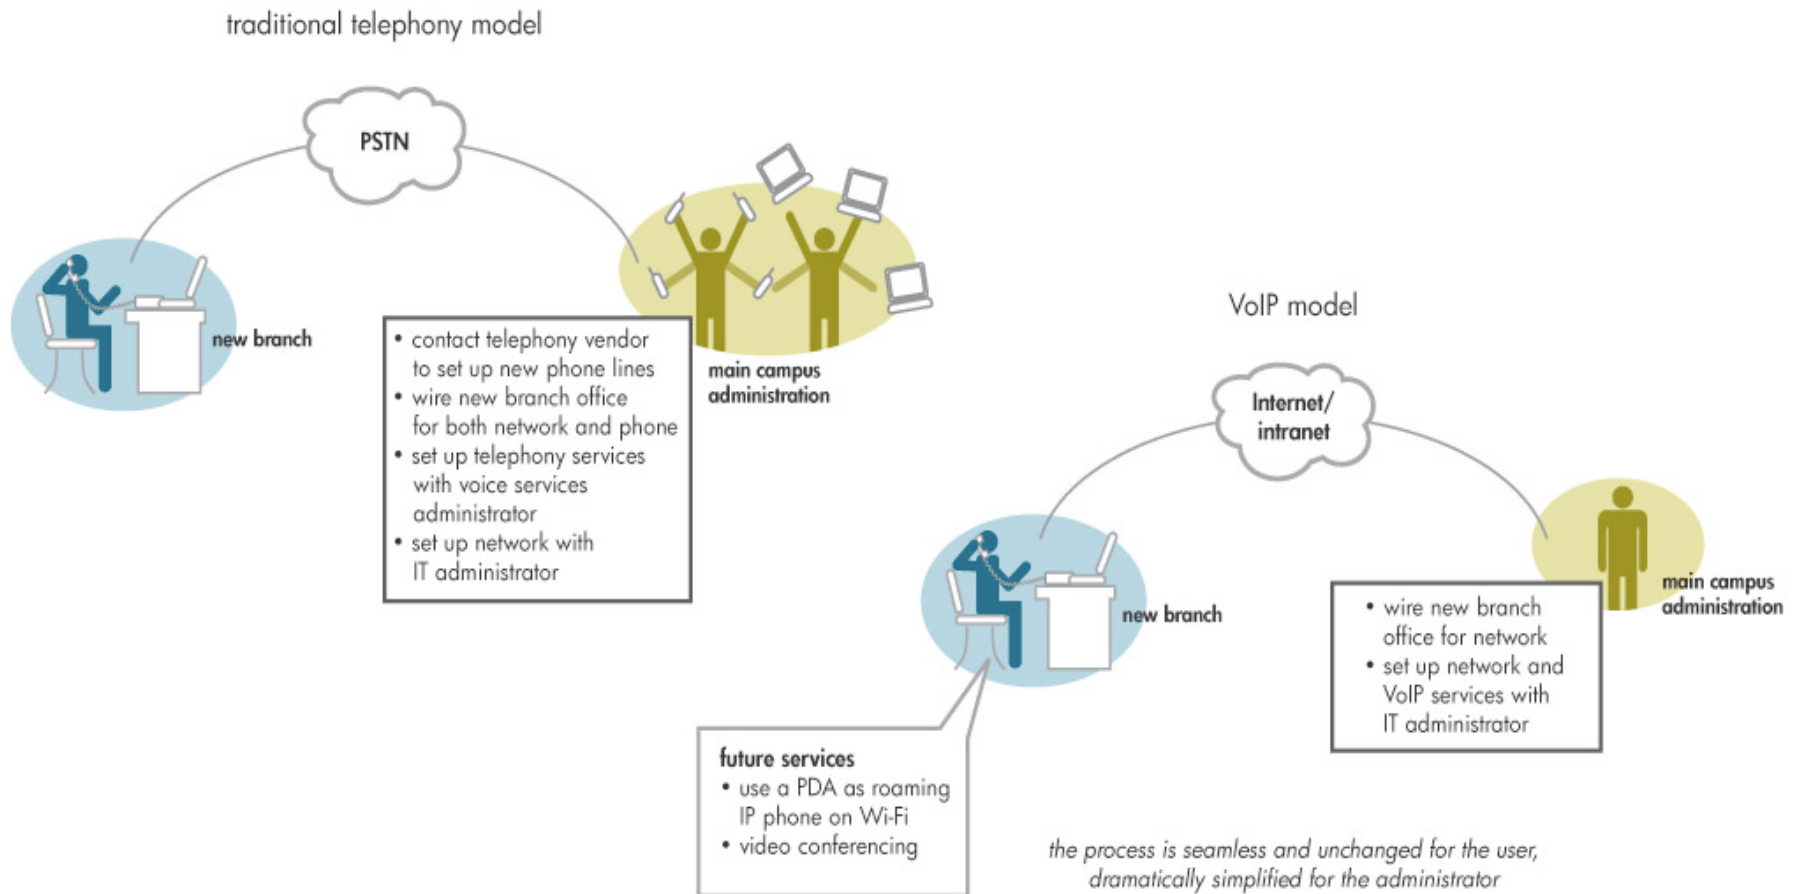 traditional telephony model
PSTN
new branch
• contact telephony vendor
to set up new phone lines
• wire new branch office
for both network and phone
• set up telephony services
with voice services
administrator
• set up network with
IT administrator
main campus
administration
VoIP model
Internet/
intranet
new branch
main campus
administration
• wire new branch
office for network
• set up network and
VoIP services with
IT administrator
future services
• use a PDA as roaming
IP phone on Wi-Fi
• video conferencing
the process is seamless and unchanged for the user,
dramatically simplified for the administrator